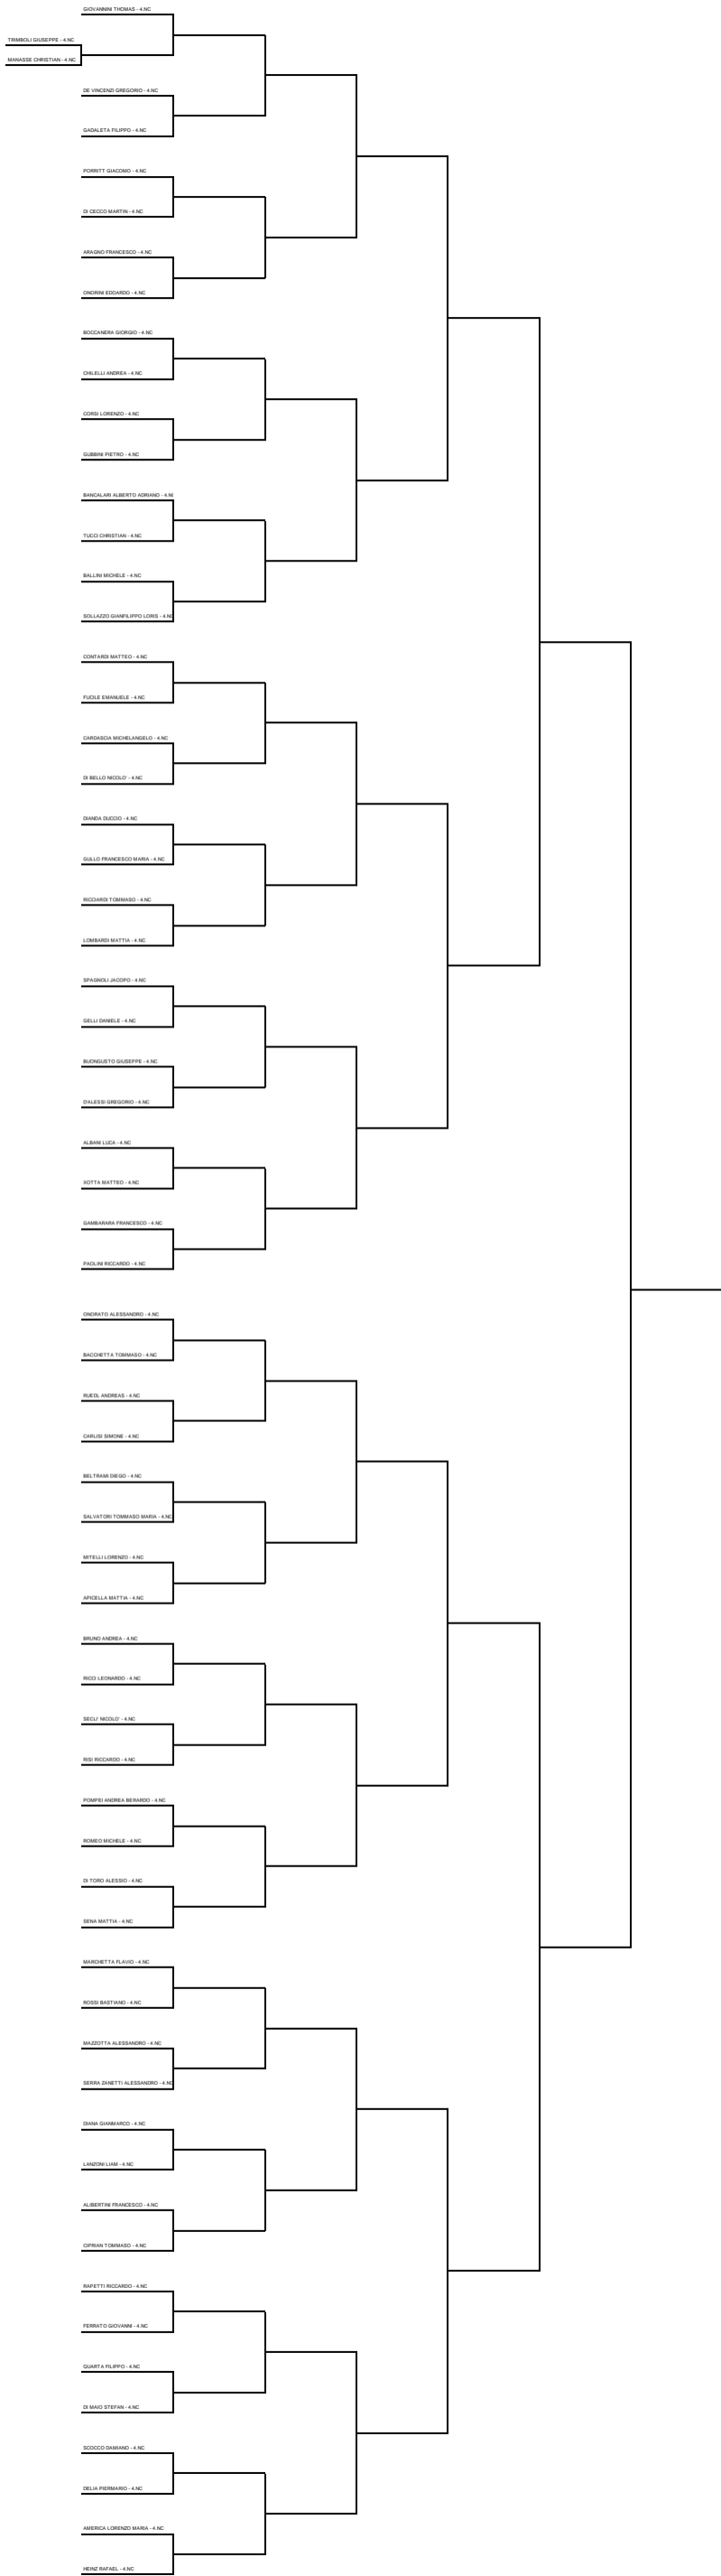 GIOVANNINI THOMAS - 4.NC
TRIMBOLI GIUSEPPE - 4.NC
MANASSE CHRISTIAN - 4.NC
DE VINCENZI GREGORIO - 4.NC
GADALETA FILIPPO - 4.NC
PORRITT GIACOMO - 4.NC
DI CECCO MARTIN - 4.NC
ARAGNO FRANCESCO - 4.NC
ONORINI EDOARDO - 4.NC
BOCCANERA GIORGIO - 4.NC
CHILELLI ANDREA - 4.NC
CORSI LORENZO - 4.NC
GUBBINI PIETRO - 4.NC
BANCALARI ALBERTO ADRIANO - 4.N
TUCCI CHRISTIAN - 4.NC
BALLINI MICHELE - 4.NC
SOLLAZZO GIANFILIPPO LORIS - 4.NC
CONTARDI MATTEO - 4.NC
FUCILE EMANUELE - 4.NC
CARDASCIA MICHELANGELO - 4.NC
DI BELLO NICOLO' - 4.NC
DIANDA DUCCIO - 4.NC
GULLO FRANCESCO MARIA - 4.NC
RICCIARDI TOMMASO - 4.NC
LOMBARDI MATTIA - 4.NC
SPAGNOLI JACOPO - 4.NC
GELLI DANIELE - 4.NC
BUONGUSTO GIUSEPPE - 4.NC
D'ALESSI GREGORIO - 4.NC
ALBANI LUCA - 4.NC
XOTTA MATTEO - 4.NC
GAMBARARA FRANCESCO - 4.NC
PAOLINI RICCARDO - 4.NC
ONORATO ALESSANDRO - 4.NC
BACCHETTA TOMMASO - 4.NC
RUEDL ANDREAS - 4.NC
CARLISI SIMONE - 4.NC
BELTRAMI DIEGO - 4.NC
SALVATORI TOMMASO MARIA - 4.NC
MITELLI LORENZO - 4.NC
APICELLA MATTIA - 4.NC
BRUNO ANDREA - 4.NC
RICCI LEONARDO - 4.NC
SECLI' NICOLO' - 4.NC
RISI RICCARDO - 4.NC
POMPEI ANDREA BERARDO - 4.NC
ROMEO MICHELE - 4.NC
DI TORO ALESSIO - 4.NC
SENA MATTIA - 4.NC
MARCHETTA FLAVIO - 4.NC
ROSSI BASTIANO - 4.NC
MAZZOTTA ALESSANDRO - 4.NC
SERRA ZANETTI ALESSANDRO - 4.NC
DIANA GIANMARCO - 4.NC
LANZONI LIAM - 4.NC
ALIBERTINI FRANCESCO - 4.NC
CIPRIAN TOMMASO - 4.NC
RAPETTI RICCARDO - 4.NC
FERRATO GIOVANNI - 4.NC
QUARTA FILIPPO - 4.NC
DI MAIO STEFAN - 4.NC
SCOCCO DAMIANO - 4.NC
DELIA PIERMARIO - 4.NC
AMERICA LORENZO MARIA - 4.NC
HEINZ RAFAEL - 4.NC